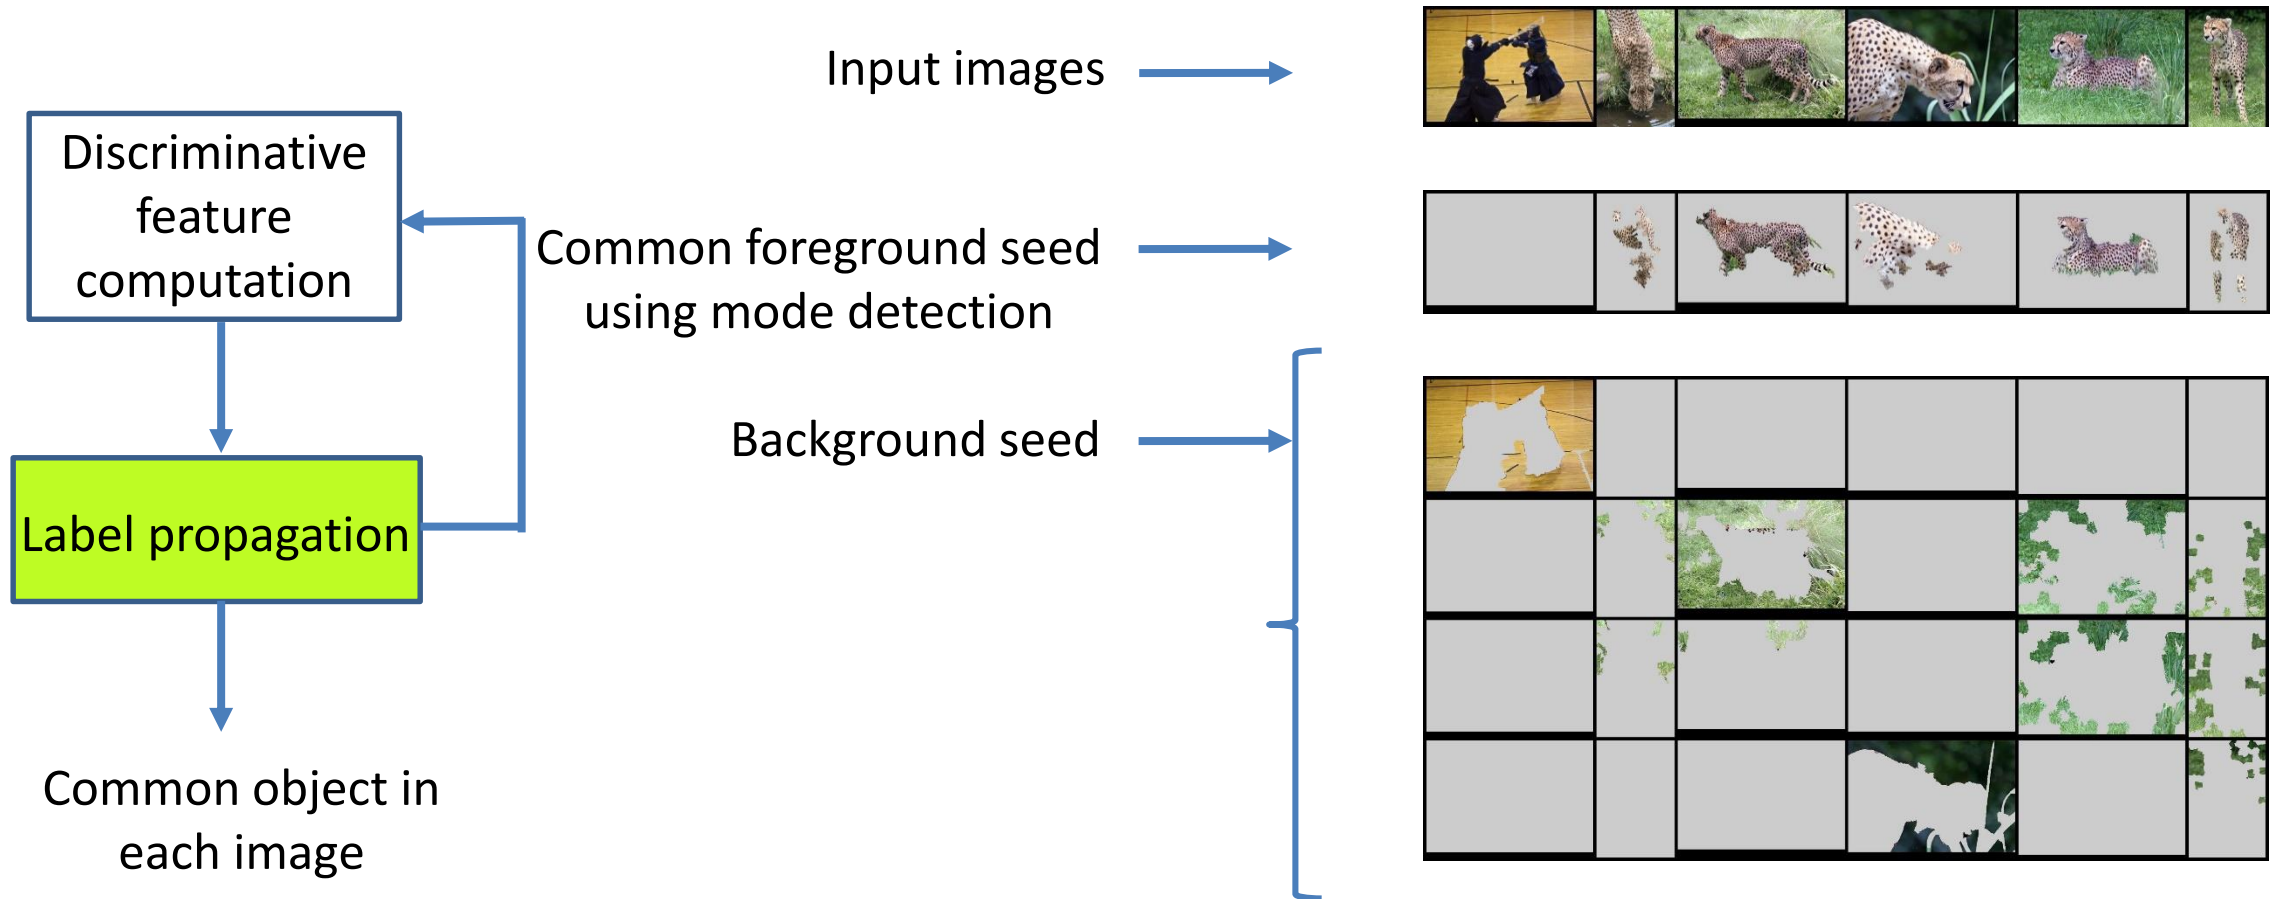 Discriminative
feature
computation
Label propagation
Common object in
each image
Input images
Common foreground seed
using mode detection
Background seed